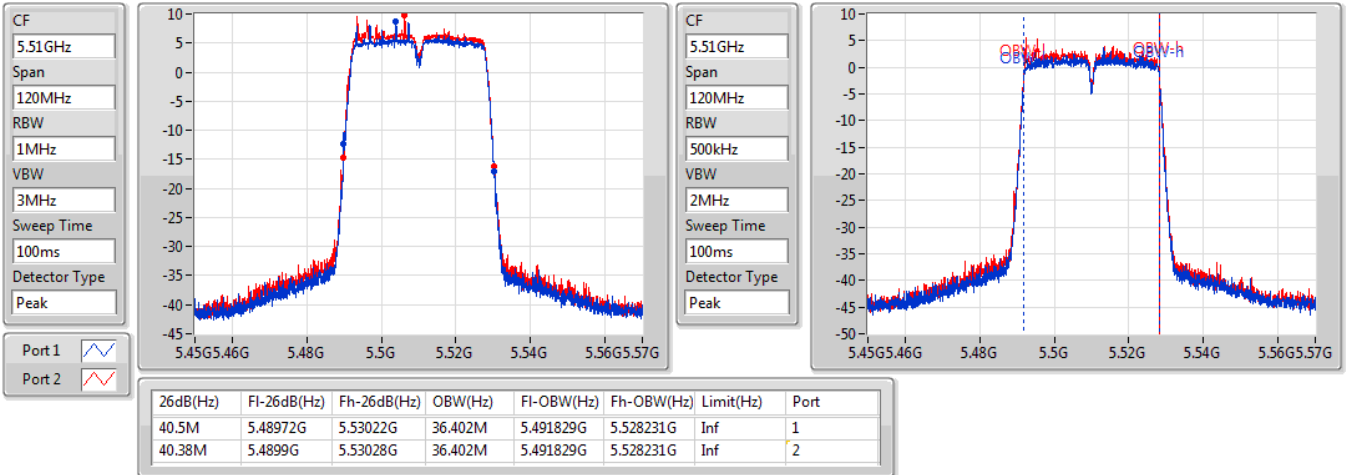 CF
5.51GHz
Span
120MHz
RBW
1MHz
VBW
3MHz
Sweep Time
100ms
Detector Type
Peak
Port 1
Port 2
10
5
0
-5
-10
-15
-20
-25
-30
-35
-40
-45
5.45G 5.46G 5.48G 5.5G 5.52G 5.54G 5.56G 5.57G
CF
5.51GHz
Span
120MHz
RBW
500kHz
VBW
2MHz
Sweep Time
100ms
Detector Type
Peak
10
5
0
-5
-10
-15
-20
-25
-30
-35
-40
-45
-50
OBW-h
5.45G 5.46G 5.48G 5.5G 5.52G 5.54G 5.56G 5.57G
26dB(Hz) Fl-26dB(Hz) Fh-26dB(Hz) OBW(Hz) Fl-OBW(Hz) Fh-OBW(Hz) Limit(Hz) Port
40.5M 5.48972G 5.53022G 36.402M 5.491829G 5.528231G Inf 1
40.38M 5.4899G 5.53028G 36.402M 5.491829G 5.528231G Inf 2